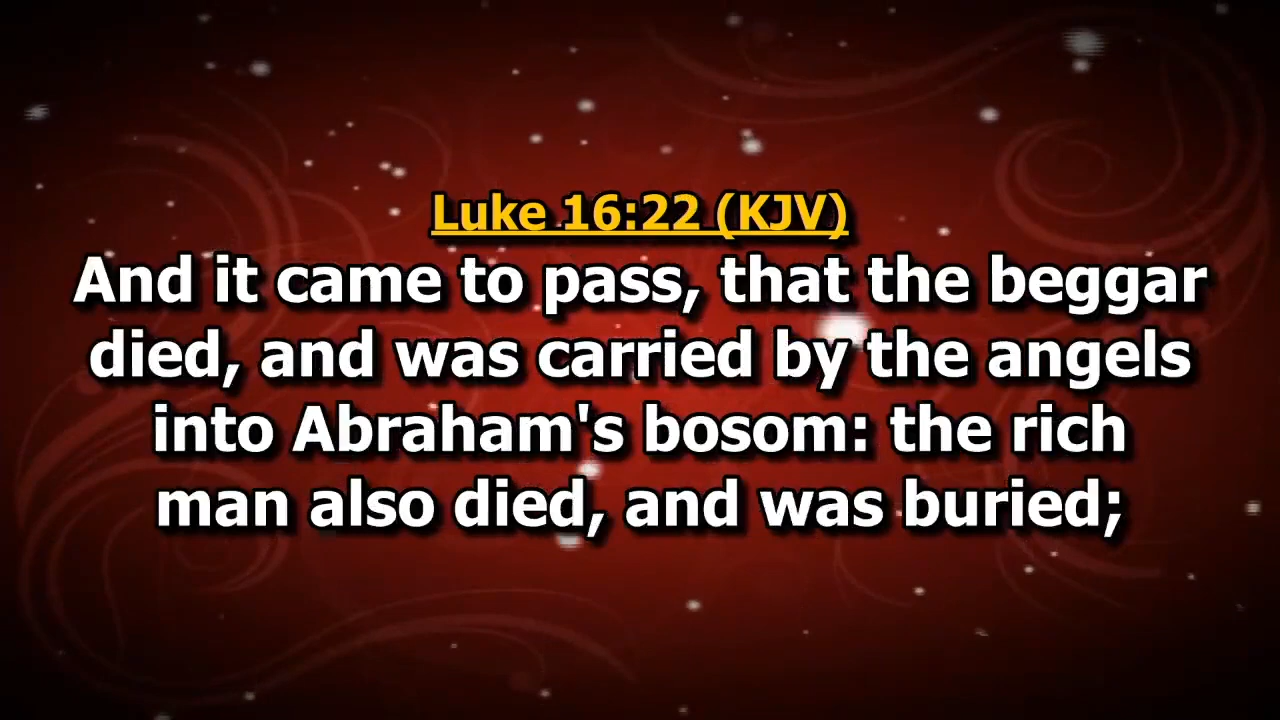 Luke 16:22 (KJV)
And it came to pass, that the beggar
died, and was carried by the angels
into Abraham's bosom: the rich
man also died, and was buried;